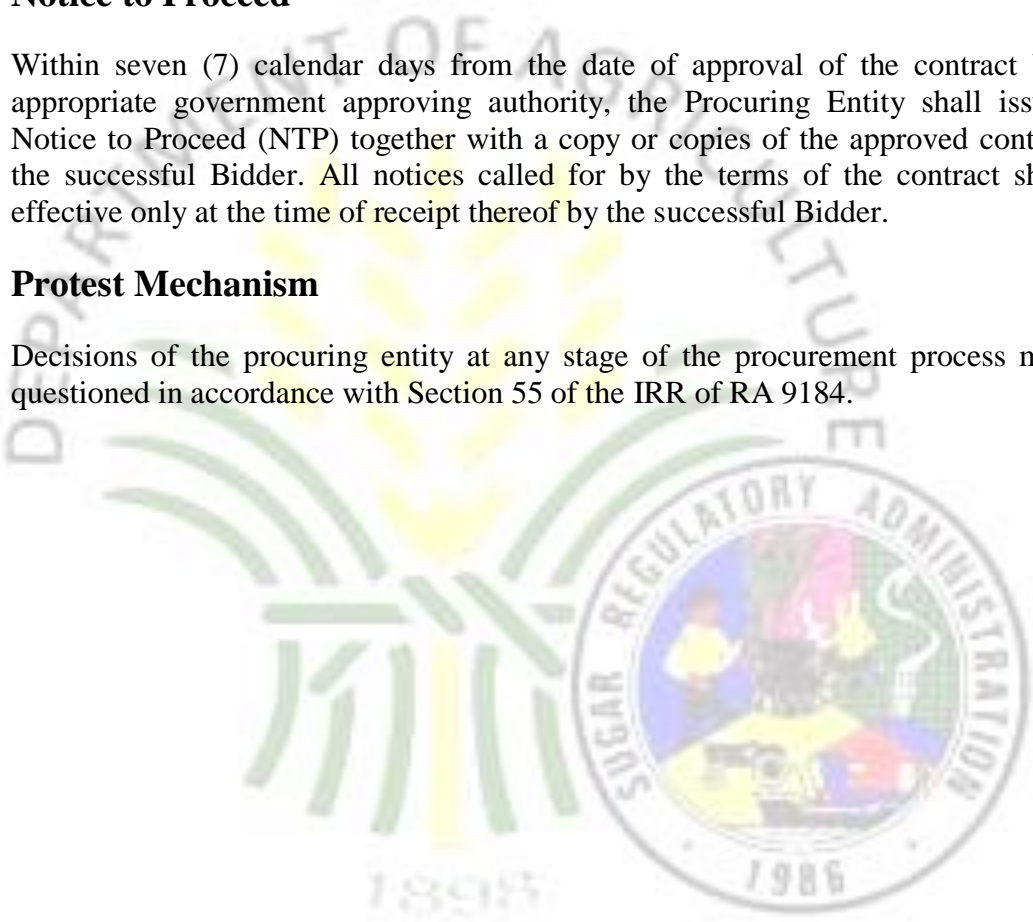 Notice to Proceed
Within seven (7) calendar days from the date of approval of the contract
appropriate government approving authority, the Procuring Entity shall iss
Notice to Proceed (NTP) together with a copy or copies of the approved cont
the successful Bidder. All notices called for by the terms of the contract sh
effective only at the time of receipt thereof by the successful Bidder.
Protest Mechanism
Decisions of the procuring entity at any stage of the procurement process m
questioned in accordance with Section 55 of the IRR of RA 9184.
DEPARTMENT OF AGRICULTURE
1898
SUGAR REGULATORY ADMINISTRATION
1986